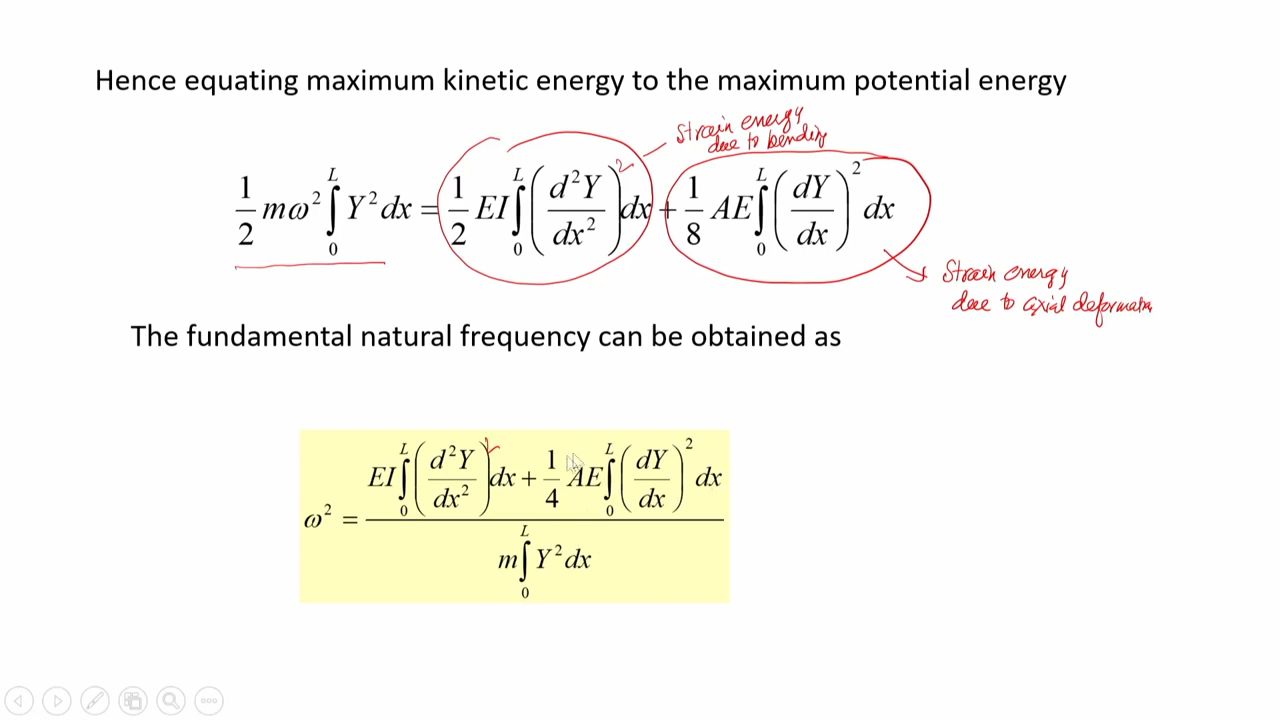 Hence equating maximum kinetic energy to the maximum potential energy
Strain energy
due to bending
1/2 mω² ∫₀ᴸ Y² dx = 1/2 EI ∫₀ᴸ (d²Y/dx²)² dx + 1/8 AE ∫₀ᴸ (dY/dx)² dx
Strain energy
due to axial
The fundamental natural frequency can be obtained as
ω² = (EI ∫₀ᴸ (d²Y/dx²)² dx + 1/4 AE ∫₀ᴸ (dY/dx)² dx) / (m ∫₀ᴸ Y² dx)